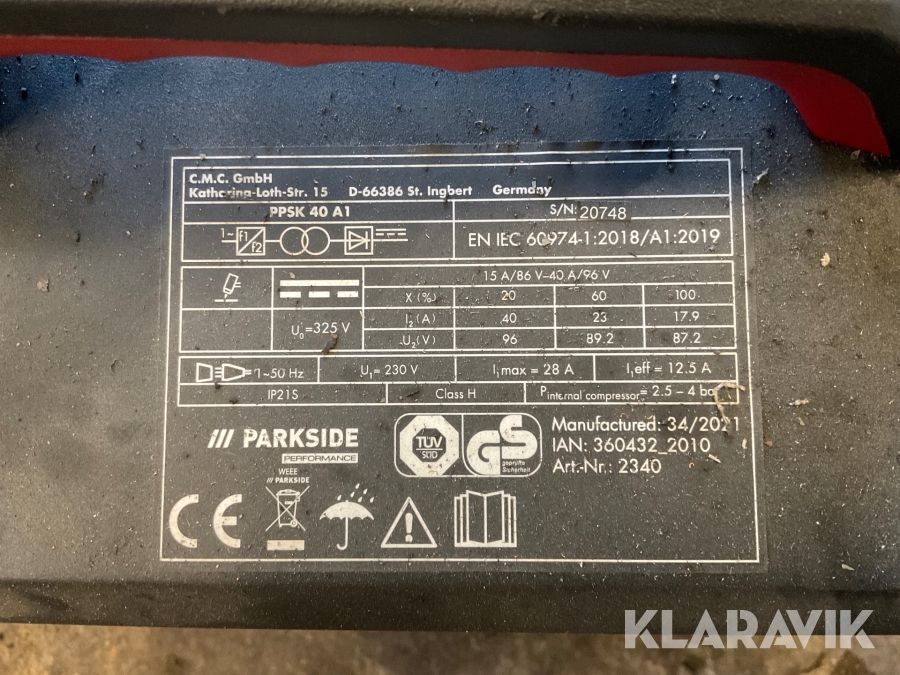 C.M.C. GmbH
Katharina-Loth-Str. 15 D-66386 St. Ingbert Germany
PPSK 40 A1 S/N: 20748
1~ f1 f2 EN IEC 60974-1:2018/A1:2019
15 A/86 V–40 A/96 V
X (%) 20 60 100
U0=325 V I2 (A) 40 23 17.9
U2(V) 96 89.2 87.2
1~50 Hz U1= 230 V I1max = 28 A I1eff = 12.5 A
IP21S Class H Pinternal compressor= 2.5 – 4 bar
/// PARKSIDE
PERFORMANCE
TÜV
SÜD
GS
geprüfte
Sicherheit
Manufactured: 34/2021
IAN: 360432_2010
Art.-Nr.: 2340
WEEE
/// PARKSIDE
CE
KLARAVIK